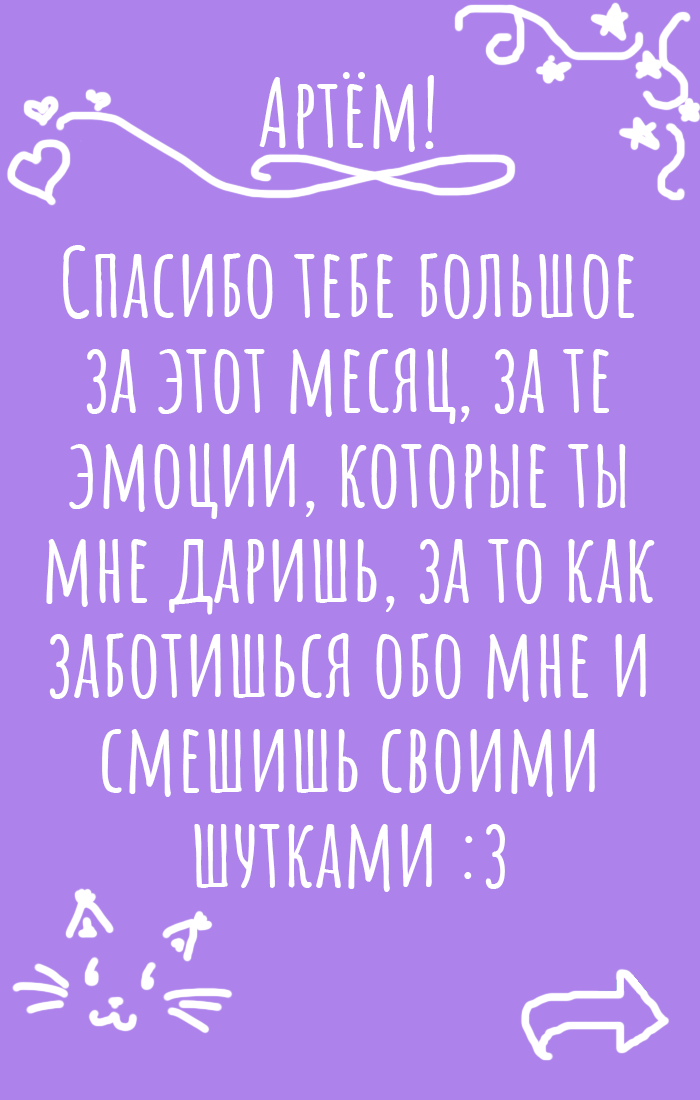 Артём!
Спасибо тебе большое
за этот месяц, за те
эмоции, которые ты
мне даришь, за то как
заботишься обо мне и
смешишь своими
шутками :3